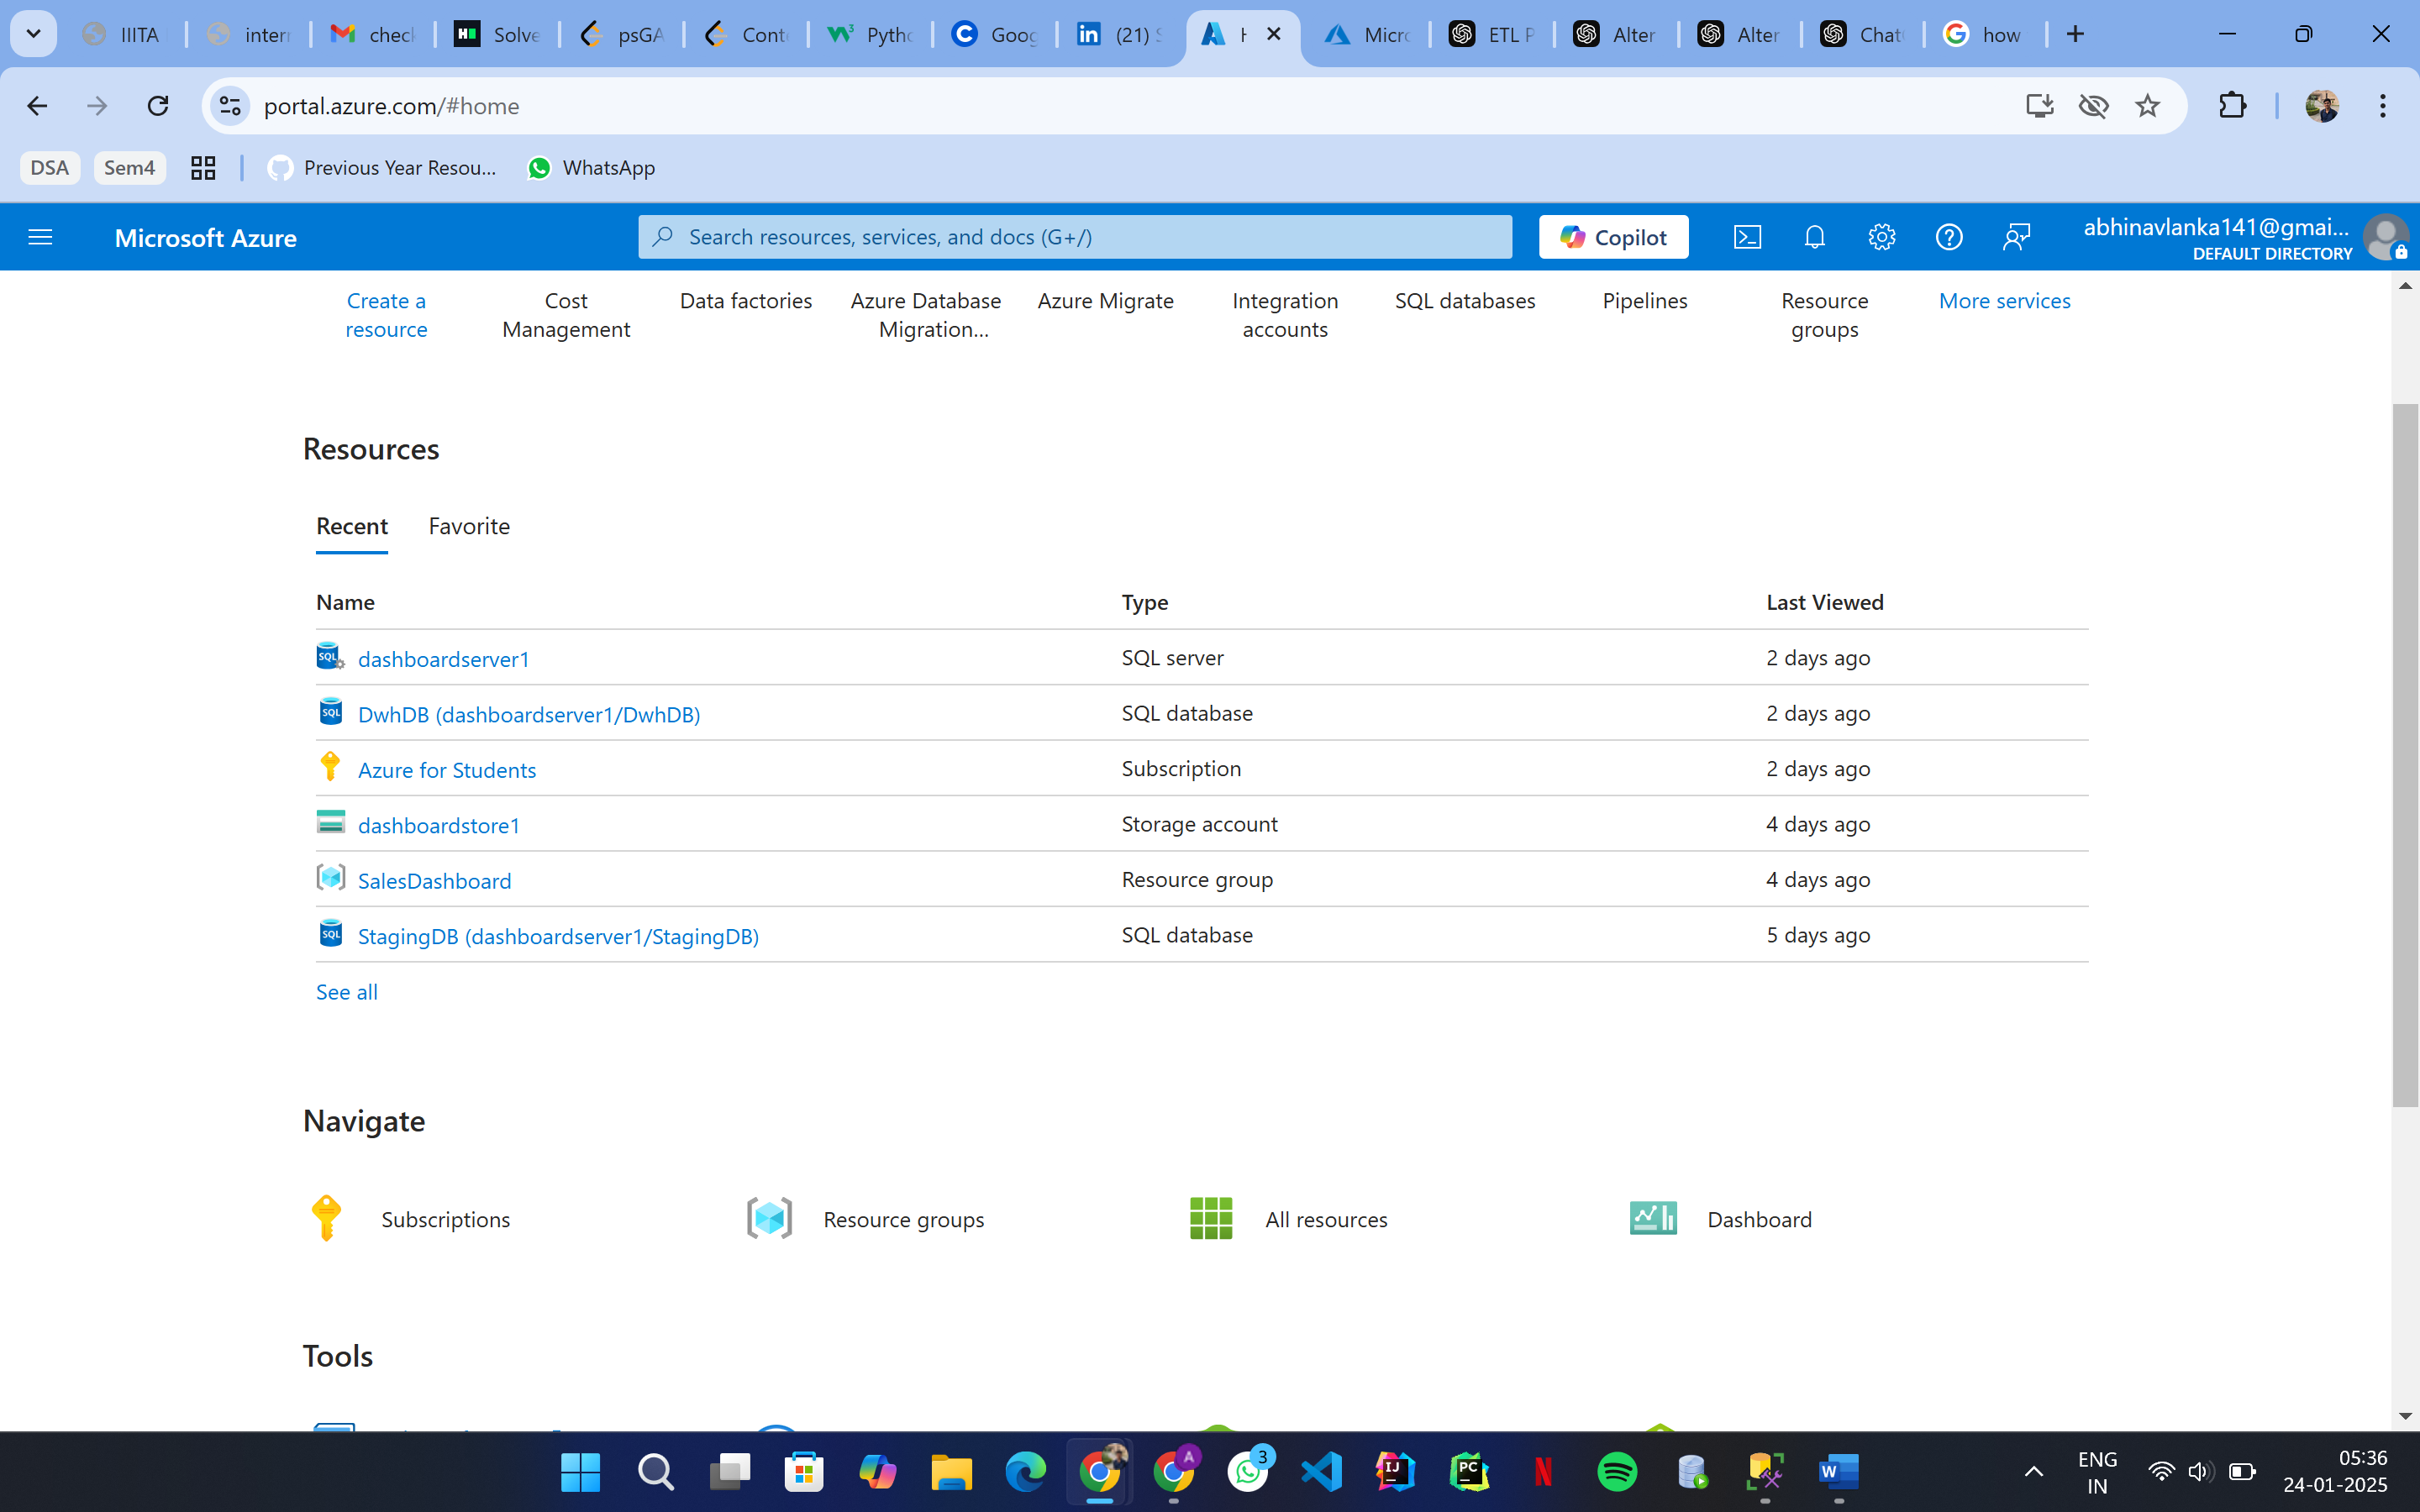 IIITA
inter
check
Solve
psGA
Cont
Pytho
Goog
(21) S
Micro
ETL P
Alter
Alter
Chat
how
portal.azure.com/#home
DSA
Sem4
Previous Year Resou...
WhatsApp
Microsoft Azure
Search resources, services, and docs (G+/)
Copilot
abhinavlanka141@gmai...
DEFAULT DIRECTORY
Create a
resource
Cost
Management
Data factories
Azure Database
Migration...
Azure Migrate
Integration
accounts
SQL databases
Pipelines
Resource
groups
More services
Resources
Recent
Favorite
Name Type Last Viewed
dashboardserver1 SQL server 2 days ago
DwhDB (dashboardserver1/DwhDB) SQL database 2 days ago
Azure for Students Subscription 2 days ago
dashboardstore1 Storage account 4 days ago
SalesDashboard Resource group 4 days ago
StagingDB (dashboardserver1/StagingDB) SQL database 5 days ago
See all
Navigate
Subscriptions
Resource groups
All resources
Dashboard
Tools
3
ENG
IN
05:36
24-01-2025